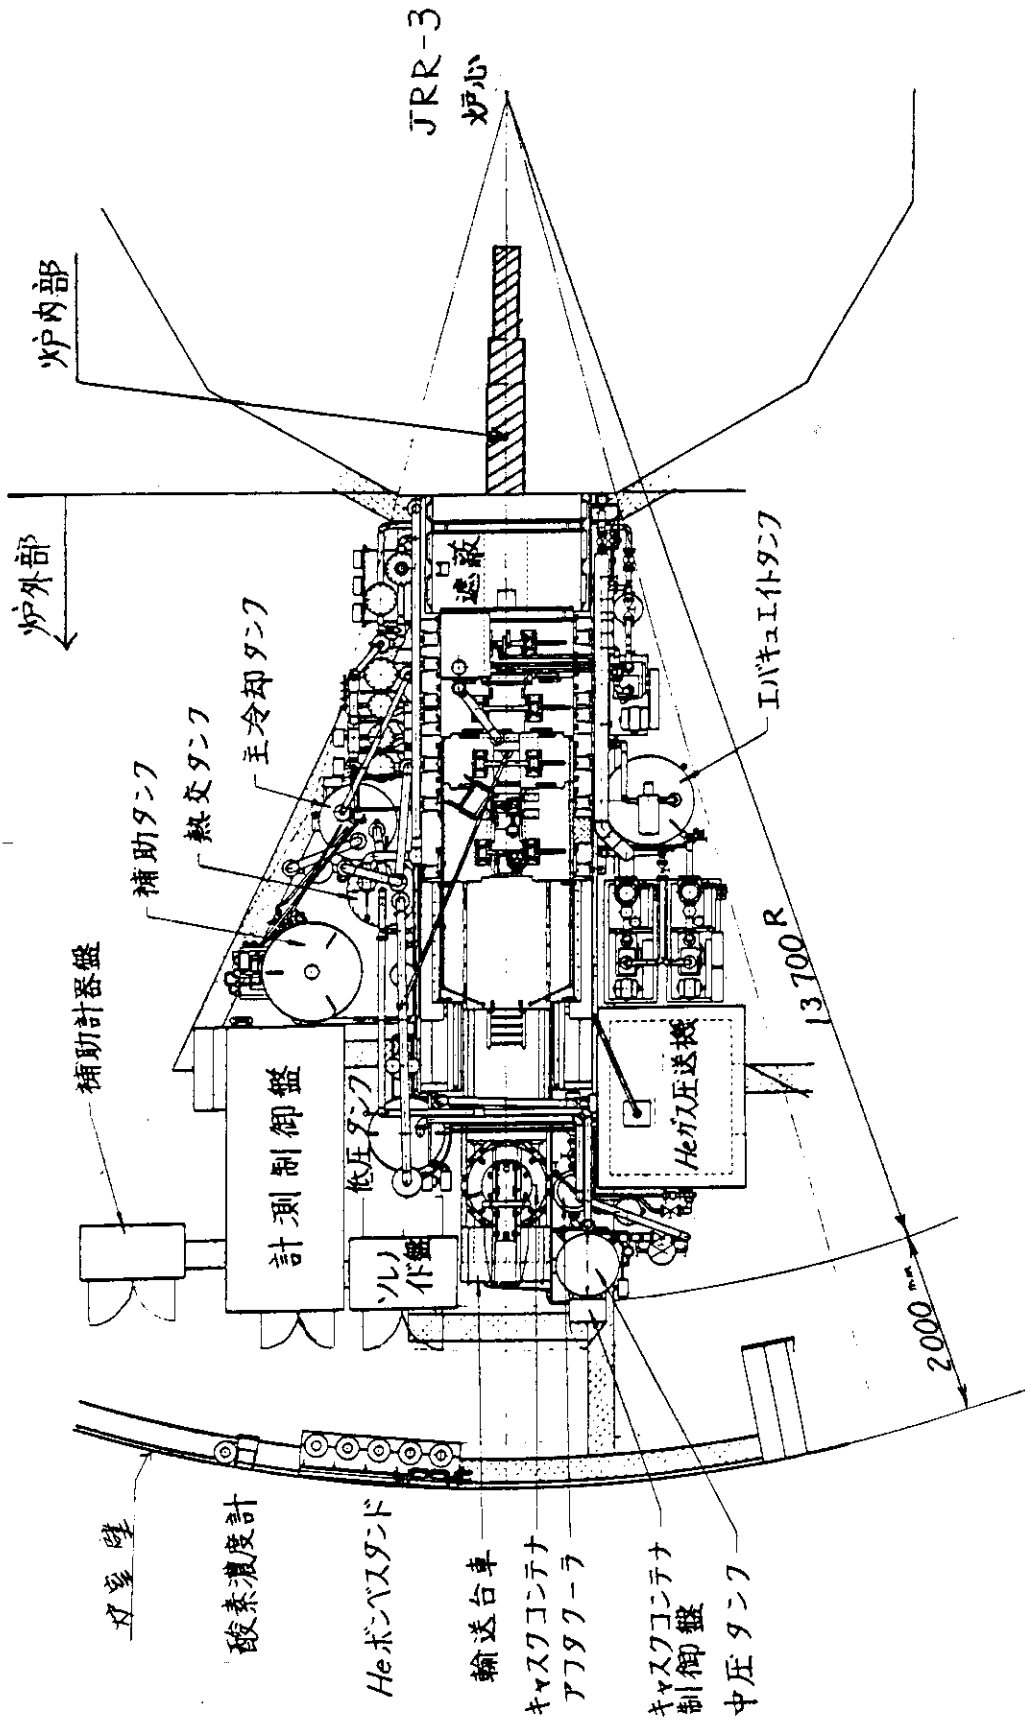 JRR-3
炉心
炉内部
炉外部
遮蔽
主冷却タンク
熱交タンク
補助タンク
補助計器盤
計測制御盤
低圧タンク
ソレノ
イド盤
エバキュエイトタンク
Heガス圧送機
13 700 R
2000 mm
炉室壁
酸素濃度計
Heボンベスタンド
輸送台車
キャスクコンテナ
アフタクーラ
キャスクコンテナ
制御盤
中圧タンク